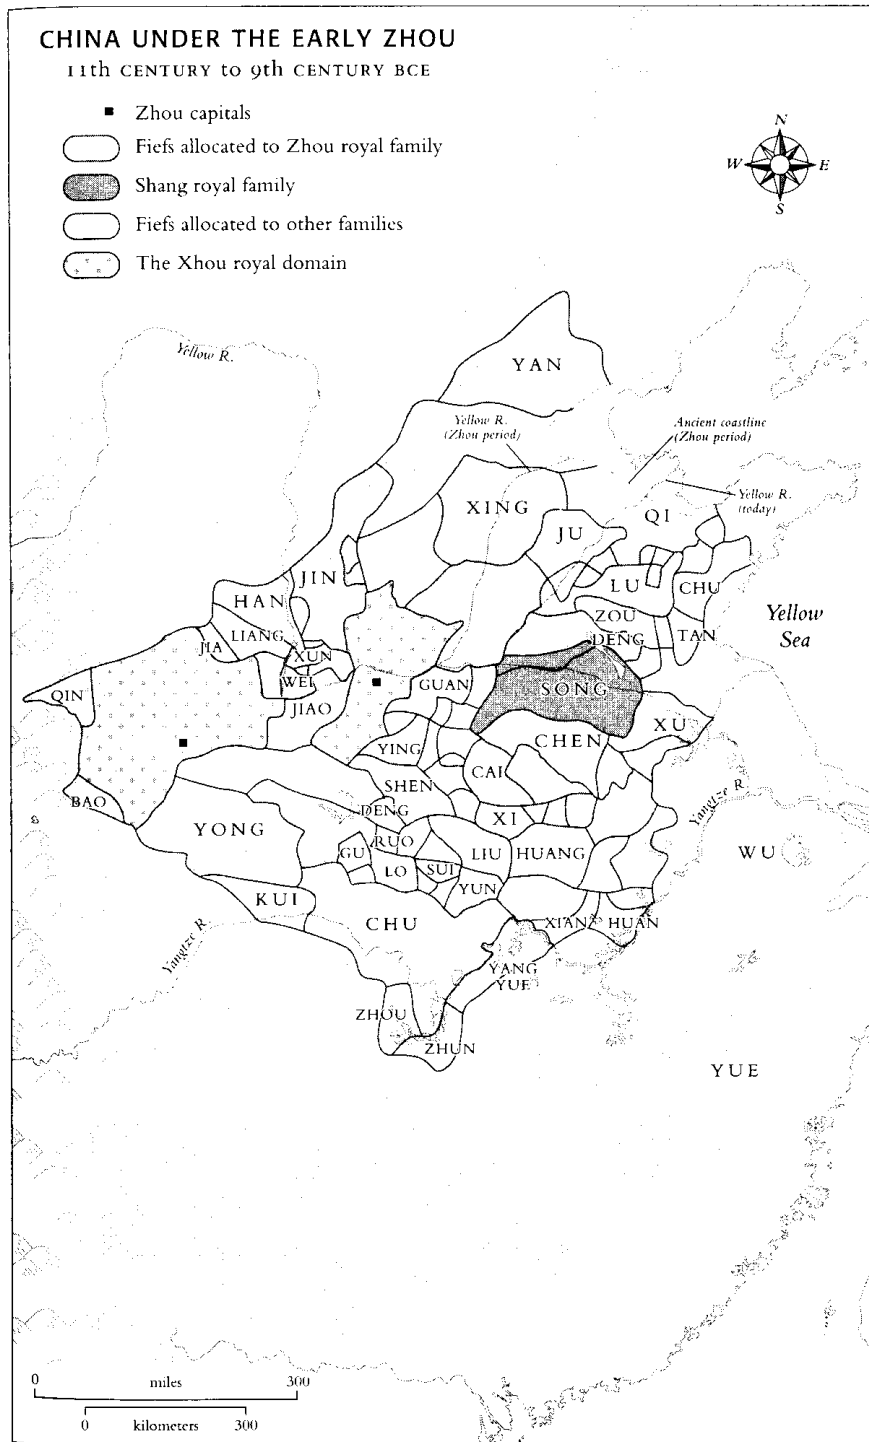 CHINA UNDER THE EARLY ZHOU
11th CENTURY to 9th CENTURY BCE
Zhou capitals
Fiefs allocated to Zhou royal family
Shang royal family
Fiefs allocated to other families
The Xhou royal domain
N
W
E
S
Yellow R.
YAN
Yellow R.
(Zhou period)
Ancient coastline
(Zhou period)
Yellow R.
(today)
XING
QI
JU
JIN
LU
CHU
HAN
ZOU
LIANG
DENG
TAN
Yellow
Sea
JIA
XUN
WEI
GUAN
SONG
QIN
JIAO
XU
CHEN
YING
CAI
SHEN
BAO
DENG
Yangtze R.
XI
YONG
RUO
GU
LIU
HUANG
WU
LO
SUI
YUN
KUI
CHU
XIAN
HUAN
Yangtze R.
YANG
YUE
ZHOU
ZHUN
YUE
0
miles
300
0
kilometers
300